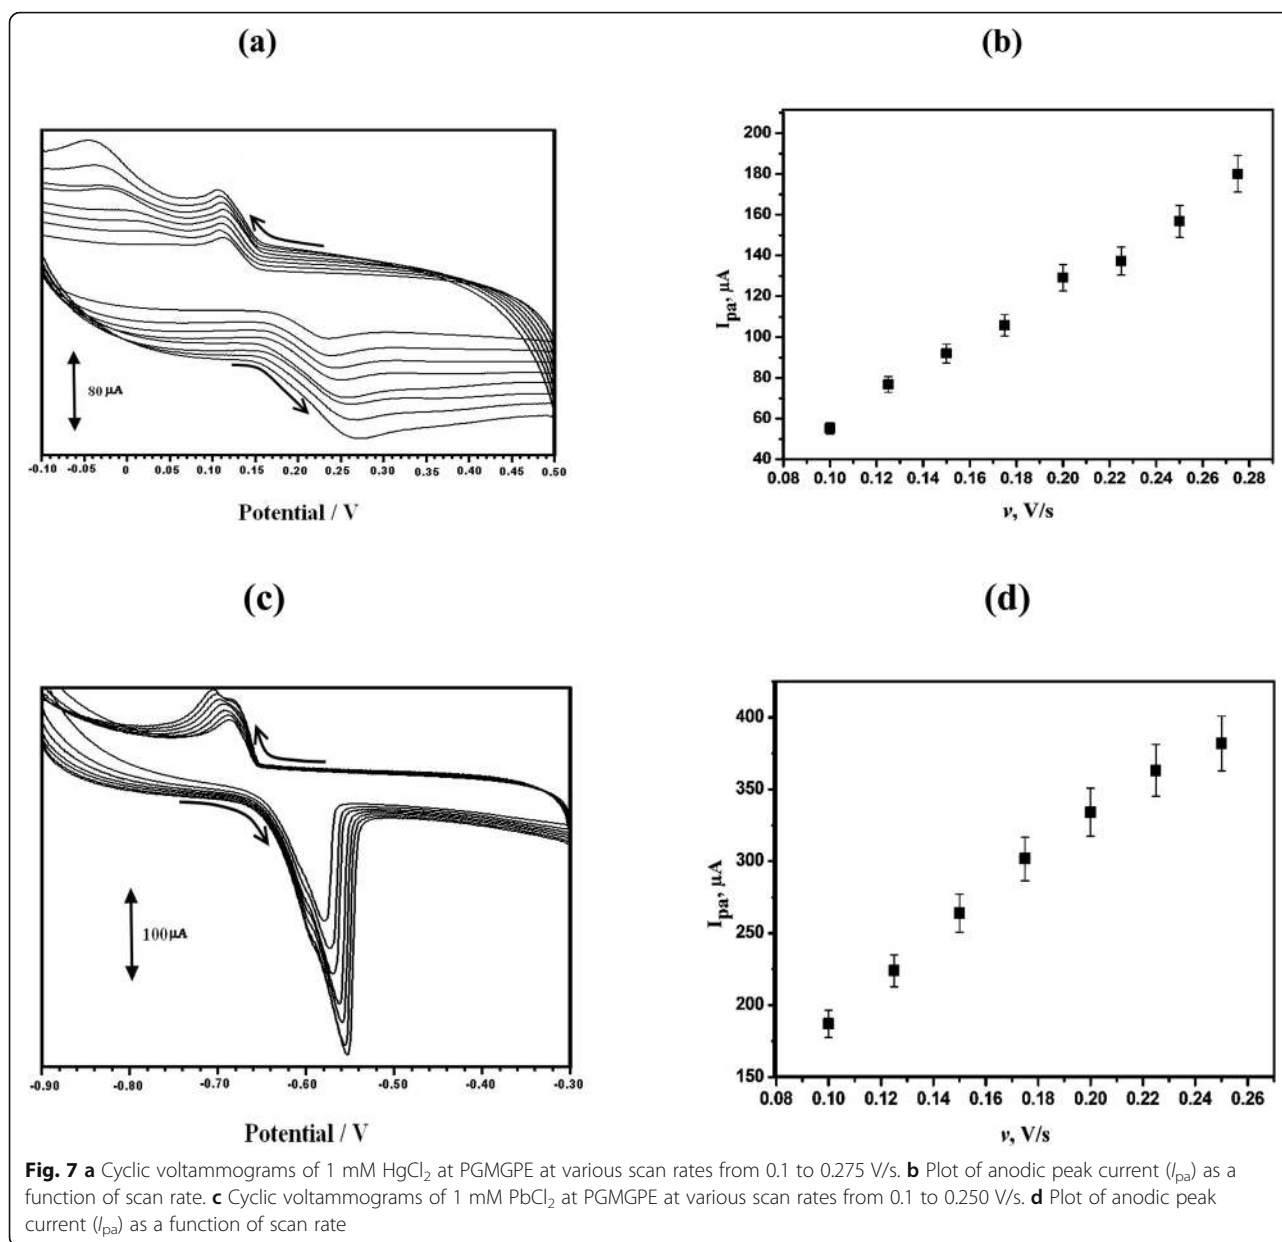 (a)
80 μA
-0.10 -0.05 0 0.05 0.10 0.15 0.20 0.25 0.30 0.35 0.40 0.45 0.50
Potential / V
(b)
200
180
160
140
120
100
80
60
40
I_pa, μA
0.08 0.10 0.12 0.14 0.16 0.18 0.20 0.22 0.24 0.26 0.28
ν, V/s
(c)
100 μA
-0.90 -0.80 -0.70 -0.60 -0.50 -0.40 -0.30
Potential / V
(d)
400
350
300
250
200
150
I_pa, μA
0.08 0.10 0.12 0.14 0.16 0.18 0.20 0.22 0.24 0.26
ν, V/s
Fig. 7 a Cyclic voltammograms of 1 mM HgCl₂ at PGMGPE at various scan rates from 0.1 to 0.275 V/s. b Plot of anodic peak current (I_pa) as a
function of scan rate. c Cyclic voltammograms of 1 mM PbCl₂ at PGMGPE at various scan rates from 0.1 to 0.250 V/s. d Plot of anodic peak
current (I_pa) as a function of scan rate